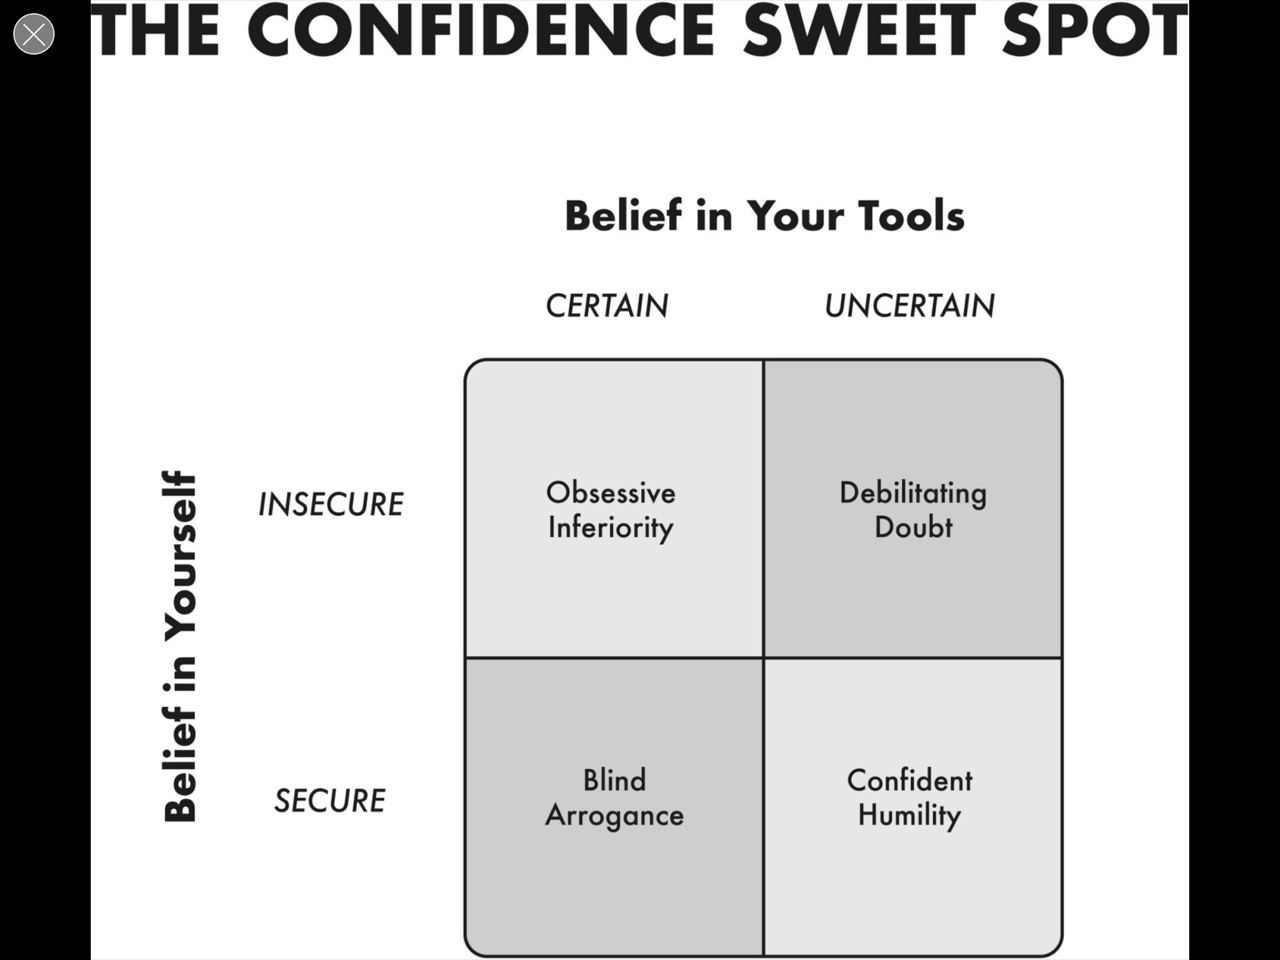 THE CONFIDENCE SWEET SPOT
Belief in Your Tools
CERTAIN
UNCERTAIN
Belief in Yourself
INSECURE
Obsessive
Inferiority
Debilitating
Doubt
SECURE
Blind
Arrogance
Confident
Humility